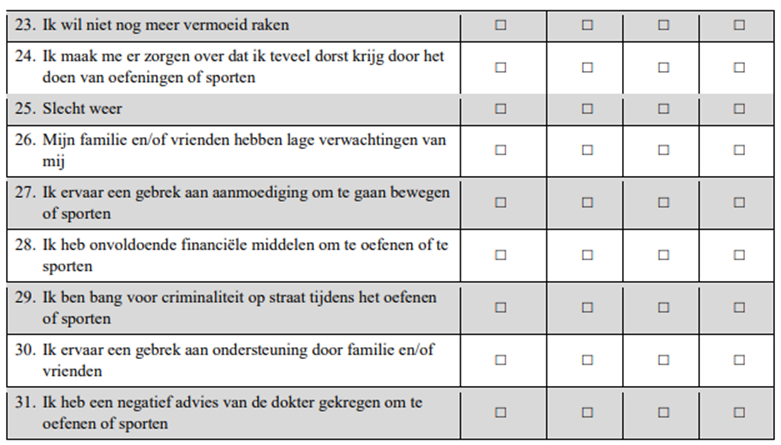 23. Ik wil niet nog meer vermoeid raken ☐ ☐ ☐ ☐
24. Ik maak me er zorgen over dat ik teveel dorst krijg door het
doen van oefeningen of sporten ☐ ☐ ☐ ☐
25. Slecht weer ☐ ☐ ☐ ☐
26. Mijn familie en/of vrienden hebben lage verwachtingen van
mij ☐ ☐ ☐ ☐
27. Ik ervaar een gebrek aan aanmoediging om te gaan bewegen
of sporten ☐ ☐ ☐ ☐
28. Ik heb onvoldoende financiële middelen om te oefenen of te
sporten ☐ ☐ ☐ ☐
29. Ik ben bang voor criminaliteit op straat tijdens het oefenen
of sporten ☐ ☐ ☐ ☐
30. Ik ervaar een gebrek aan ondersteuning door familie en/of
vrienden ☐ ☐ ☐ ☐
31. Ik heb een negatief advies van de dokter gekregen om te
oefenen of sporten ☐ ☐ ☐ ☐